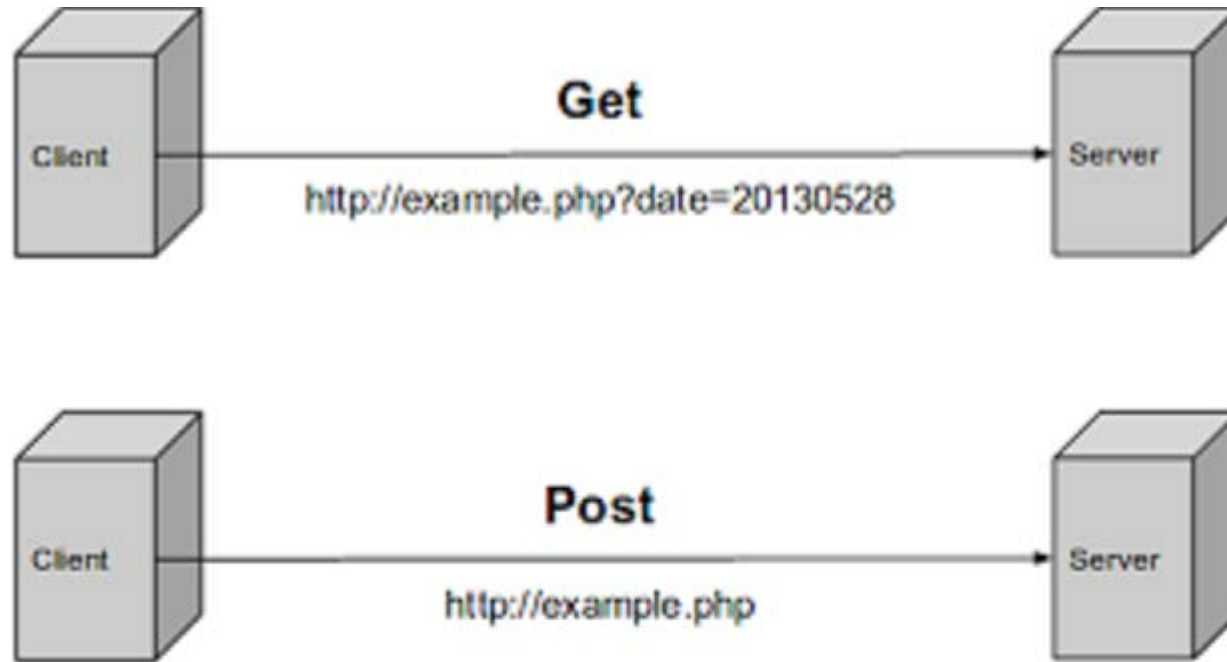 Get
Client
Server
http://example.php?date=20130528
Post
Client
Server
http://example.php